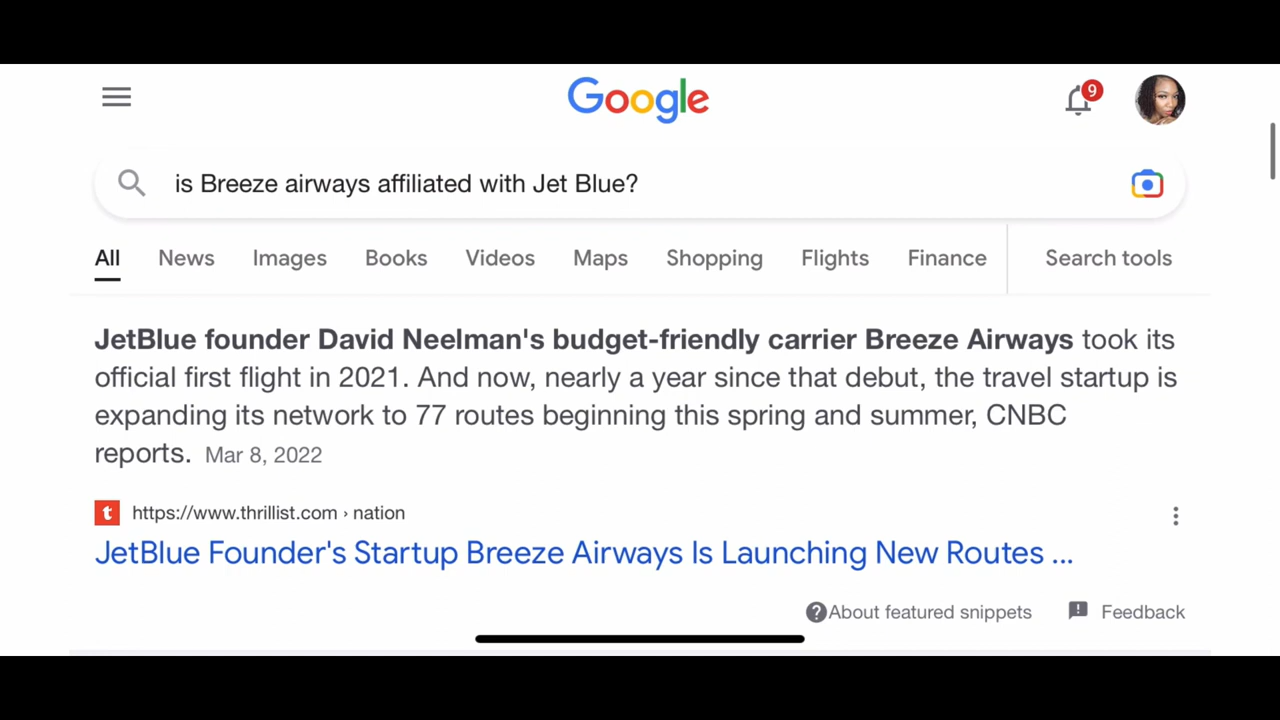 Google
9
is Breeze airways affiliated with Jet Blue?
All News Images Books Videos Maps Shopping Flights Finance Search tools
JetBlue founder David Neelman's budget-friendly carrier Breeze Airways took its
official first flight in 2021. And now, nearly a year since that debut, the travel startup is
expanding its network to 77 routes beginning this spring and summer, CNBC
reports. Mar 8, 2022
t https://www.thrillist.com › nation
JetBlue Founder's Startup Breeze Airways Is Launching New Routes ...
About featured snippets Feedback